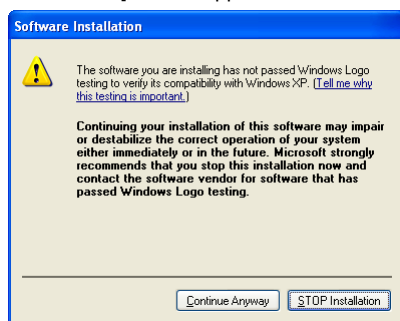 Software Installation
The software you are installing has not passed Windows Logo
testing to verify its compatibility with Windows XP. (Tell me why
this testing is important.)
Continuing your installation of this software may impair
or destabilize the correct operation of your system
either immediately or in the future. Microsoft strongly
recommends that you stop this installation now and
contact the software vendor for software that has
passed Windows Logo testing.
Continue Anyway
STOP Installation